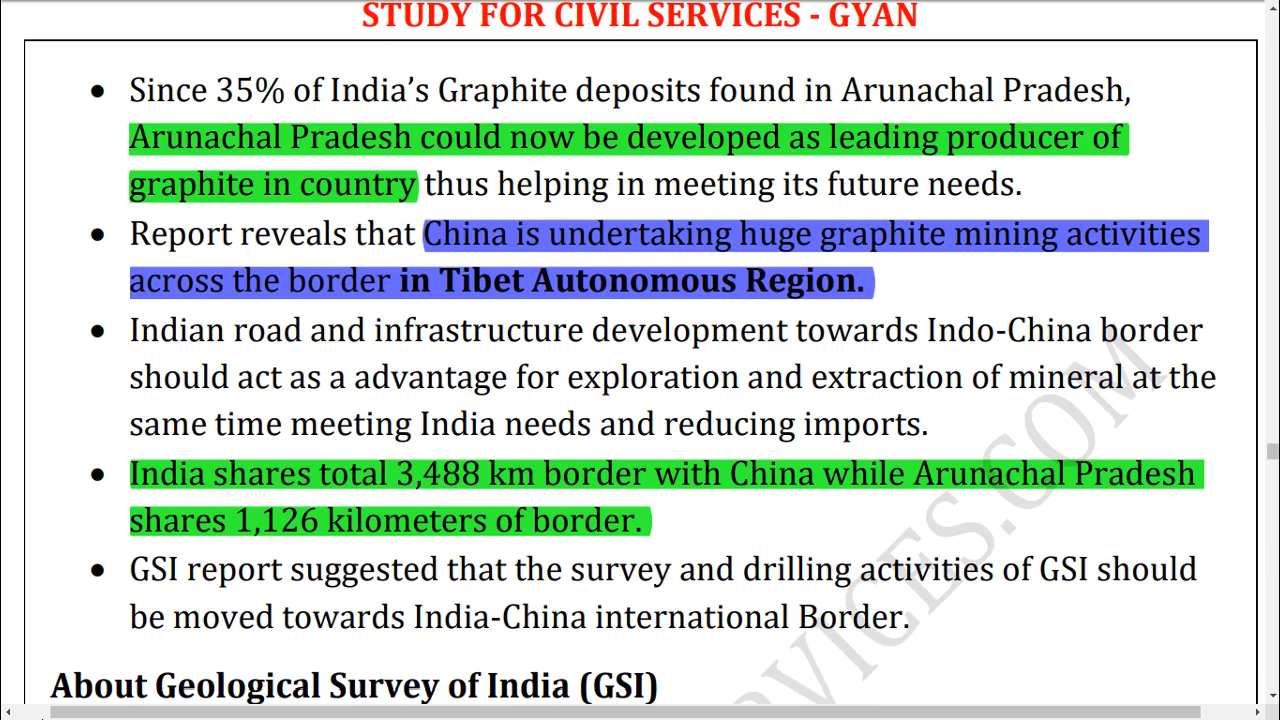 STUDY FOR CIVIL SERVICES - GYAN
• Since 35% of India’s Graphite deposits found in Arunachal Pradesh,
Arunachal Pradesh could now be developed as leading producer of
graphite in country thus helping in meeting its future needs.
• Report reveals that China is undertaking huge graphite mining activities
across the border in Tibet Autonomous Region.
• Indian road and infrastructure development towards Indo-China border
should act as a advantage for exploration and extraction of mineral at the
same time meeting India needs and reducing imports.
• India shares total 3,488 km border with China while Arunachal Pradesh
shares 1,126 kilometers of border.
• GSI report suggested that the survey and drilling activities of GSI should
be moved towards India-China international Border.
About Geological Survey of India (GSI)
VICES.COM